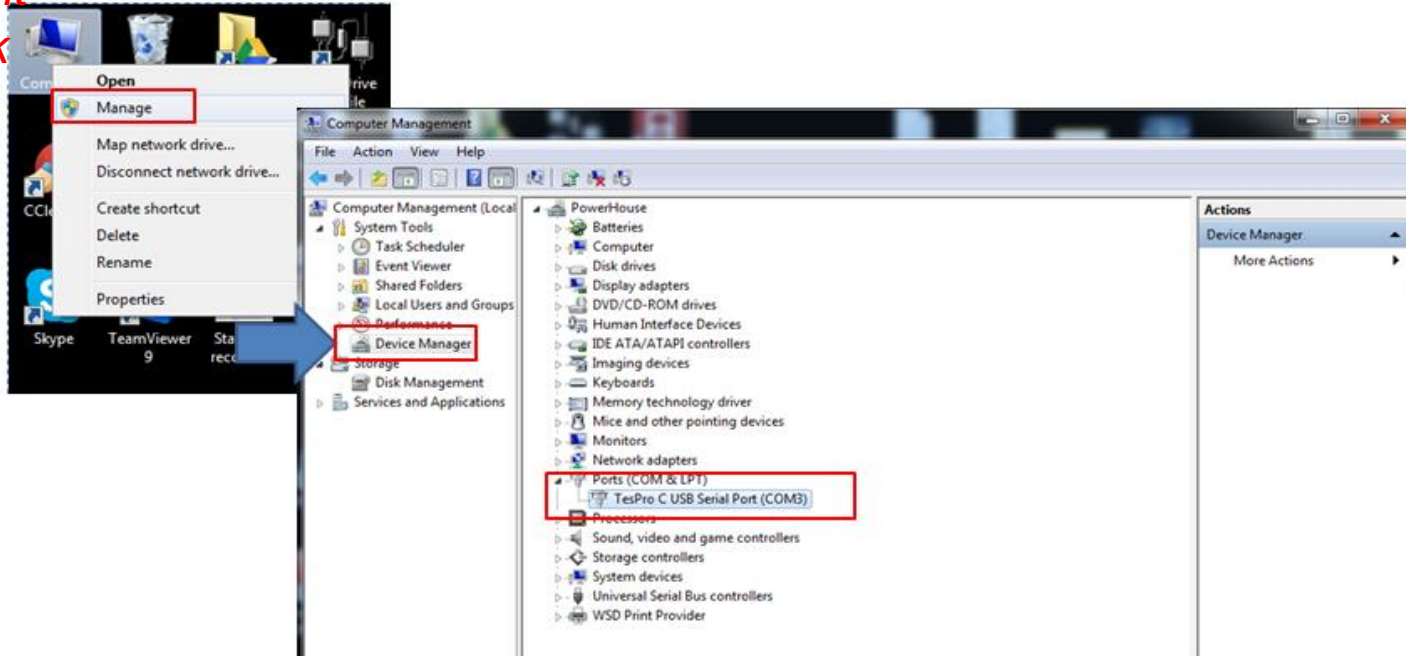 Open
Manage
Map network drive...
Disconnect network drive...
Create shortcut
Delete
Rename
Properties
Skype
TeamViewer
9
Computer Management
File Action View Help
Computer Management (Local
System Tools
Task Scheduler
Event Viewer
Shared Folders
Local Users and Groups
Performance
Device Manager
Storage
Disk Management
Services and Applications
PowerHouse
Batteries
Computer
Disk drives
Display adapters
DVD/CD-ROM drives
Human Interface Devices
IDE ATA/ATAPI controllers
Imaging devices
Keyboards
Memory technology driver
Mice and other pointing devices
Monitors
Network adapters
Ports (COM & LPT)
TesPro C USB Serial Port (COM3)
Processors
Sound, video and game controllers
Storage controllers
System devices
Universal Serial Bus controllers
WSD Print Provider
Actions
Device Manager
More Actions